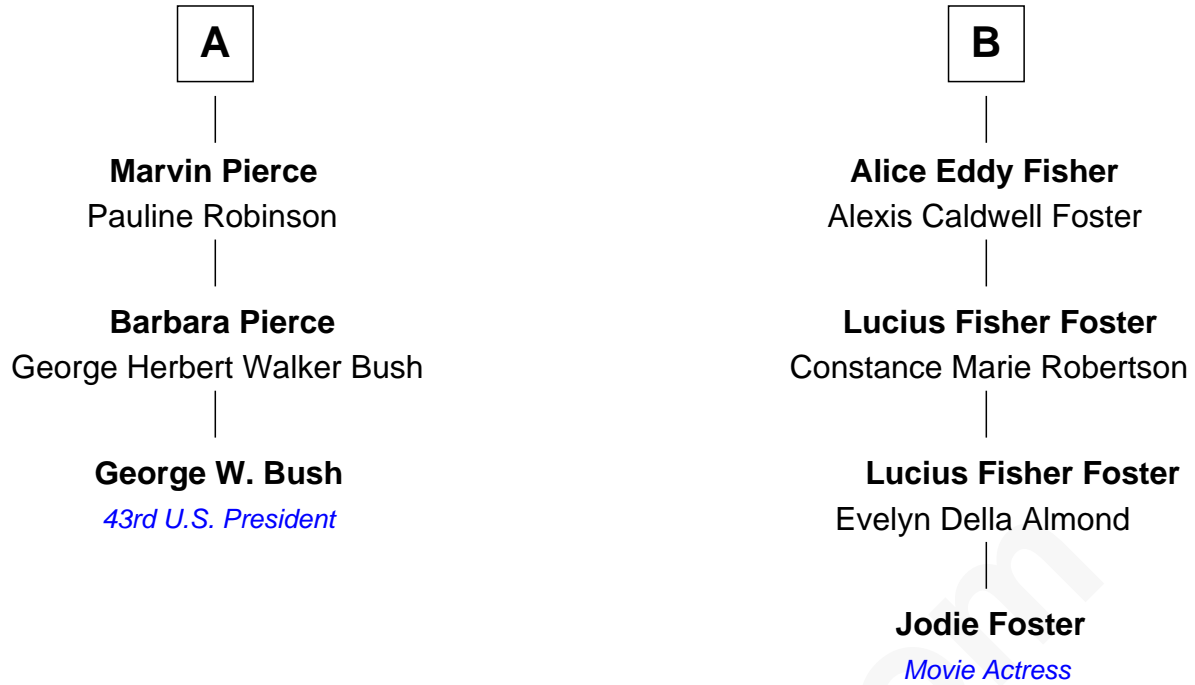 A
Marvin Pierce
Pauline Robinson
Barbara Pierce
George Herbert Walker Bush
George W. Bush
43rd U.S. President
B
Alice Eddy Fisher
Alexis Caldwell Foster
Lucius Fisher Foster
Constance Marie Robertson
Lucius Fisher Foster
Evelyn Della Almond
Jodie Foster
Movie Actress